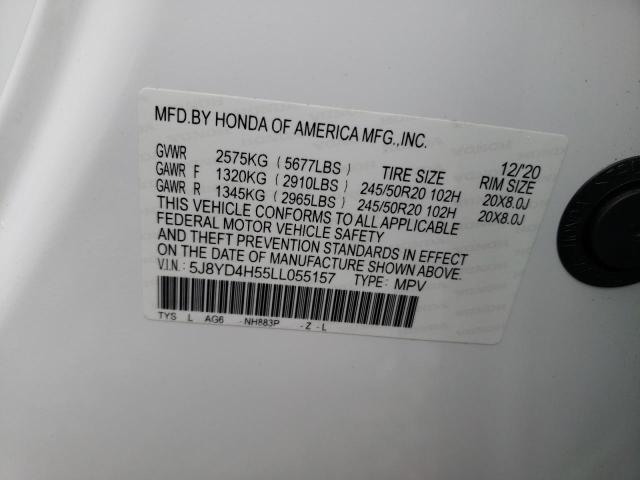 MFD.BY HONDA OF AMERICA MFG.,INC.
12/'20
GVWR 2575KG (5677LBS) TIRE SIZE RIM SIZE
GAWR F 1320KG (2910LBS) 245/50R20 102H 20X8.0J
GAWR R 1345KG (2965LBS) 245/50R20 102H 20X8.0J
THIS VEHICLE CONFORMS TO ALL APPLICABLE
FEDERAL MOTOR VEHICLE SAFETY
AND THEFT PREVENTION STANDARDS IN EFFECT
ON THE DATE OF MANUFACTURE SHOWN ABOVE.
V.I.N.: 5J8YD4H55LL055157 TYPE: MPV
TYS L AG6 -NH883P -Z-L